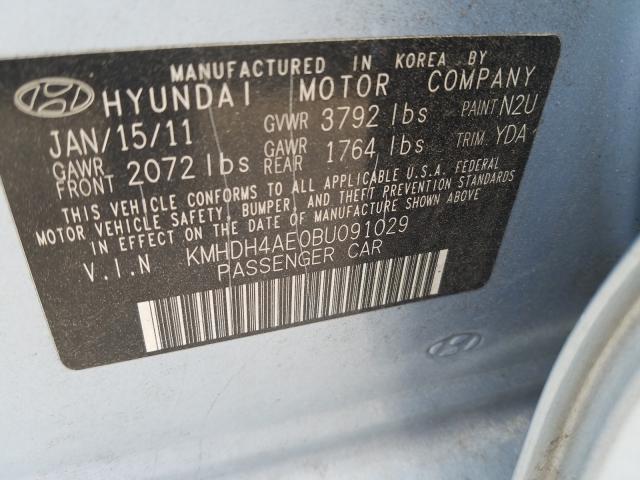 MANUFACTURED IN KOREA BY
HYUNDAI MOTOR COMPANY
JAN/15/11 GVWR 3792 lbs PAINT N2U
GAWR FRONT 2072 lbs GAWR REAR 1764 lbs TRIM YDA
THIS VEHICLE CONFORMS TO ALL APPLICABLE U.S.A. FEDERAL
MOTOR VEHICLE SAFETY, BUMPER, AND THEFT PREVENTION STANDARDS
IN EFFECT ON THE DATE OF MANUFACTURE SHOWN ABOVE
V.I.N KMHDH4AE0BU091029
PASSENGER CAR